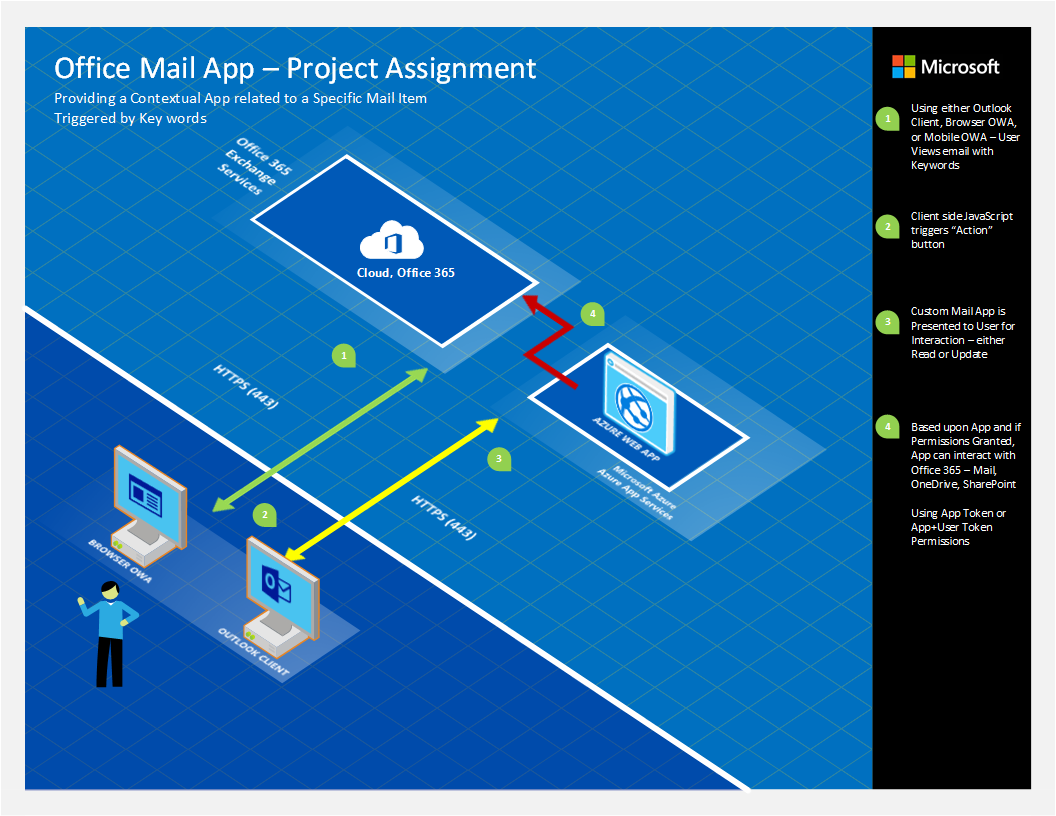 Office Mail App – Project Assignment
Providing a Contextual App related to a Specific Mail Item
Triggered by Key words
Office 365
Exchange
Services
Cloud, Office 365
4
1
HTTPS (443)
AZURE WEB APP
Microsoft Azure
Azure App Services
3
HTTPS (443)
2
BROWSER OWA
OUTLOOK CLIENT
Microsoft
1
Using either Outlook
Client, Browser OWA,
or Mobile OWA – User
Views email with
Keywords
2
Client side JavaScript
triggers “Action”
button
3
Custom Mail App is
Presented to User for
Interaction – either
Read or Update
4
Based upon App and if
Permissions Granted,
App can interact with
Office 365 – Mail,
OneDrive, SharePoint
Using App Token or
App+User Token
Permissions